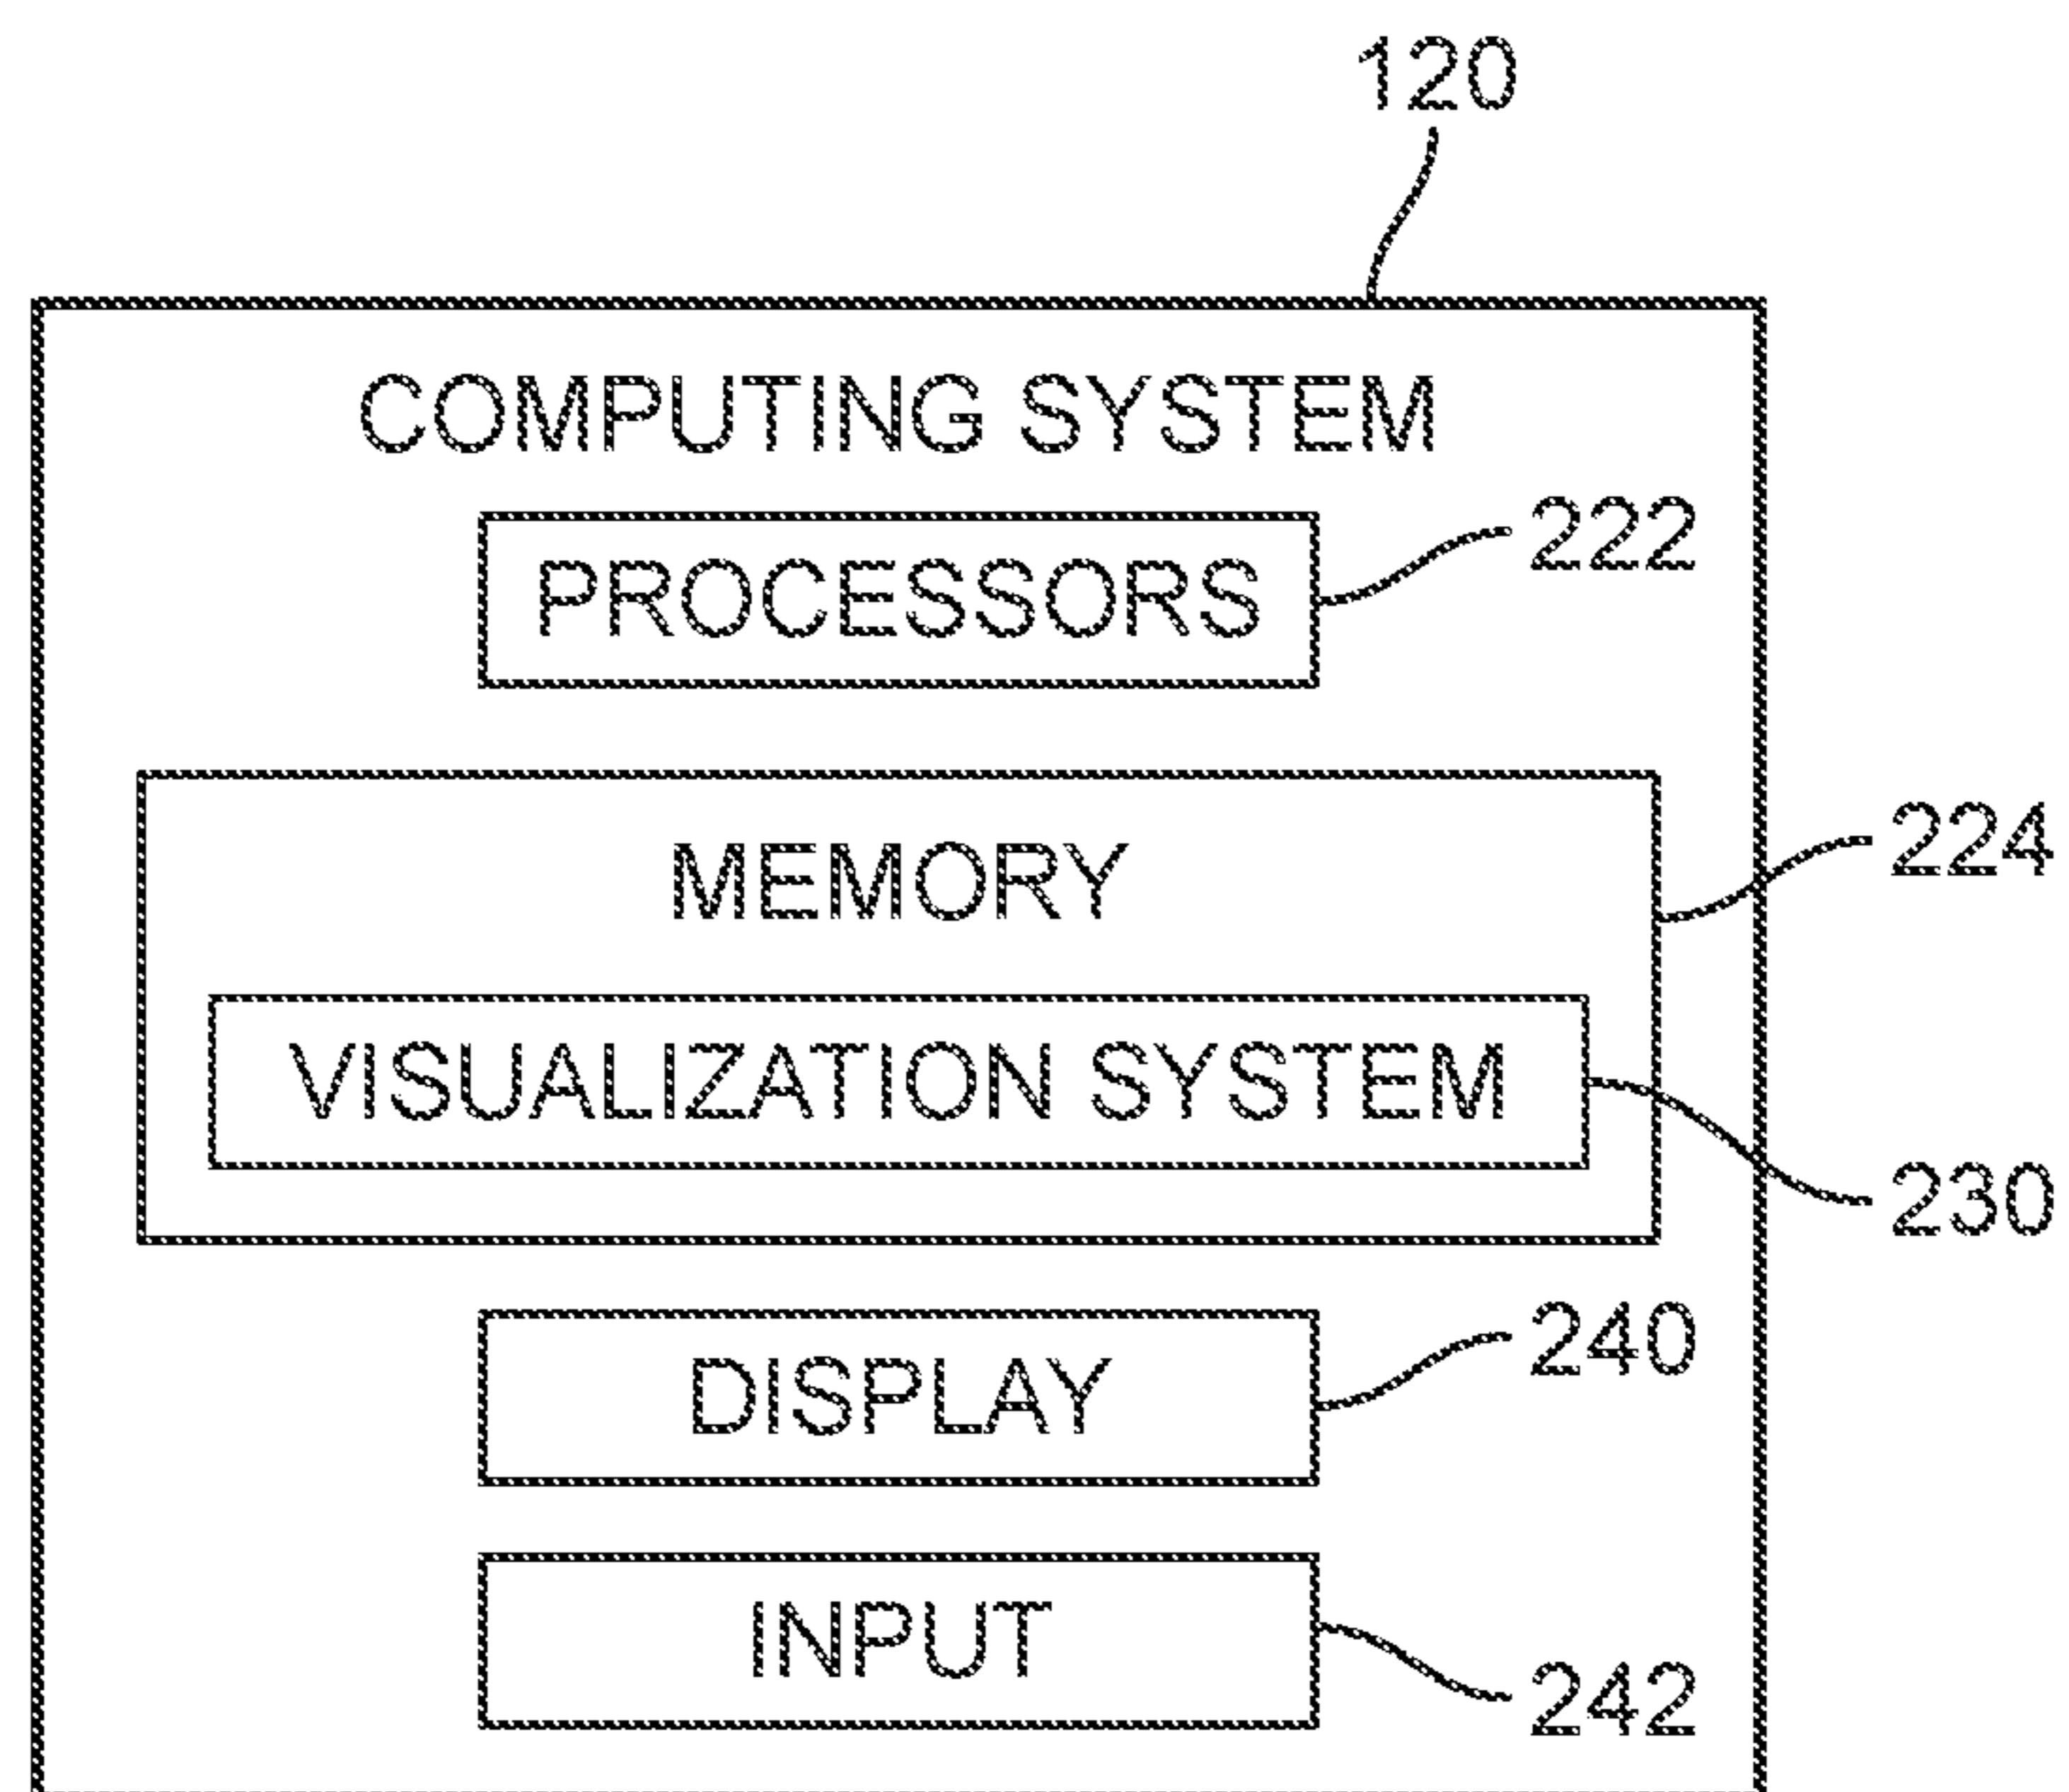 120
COMPUTING SYSTEM
PROCESSORS
222
MEMORY
224
VISUALIZATION SYSTEM
230
DISPLAY
240
INPUT
242